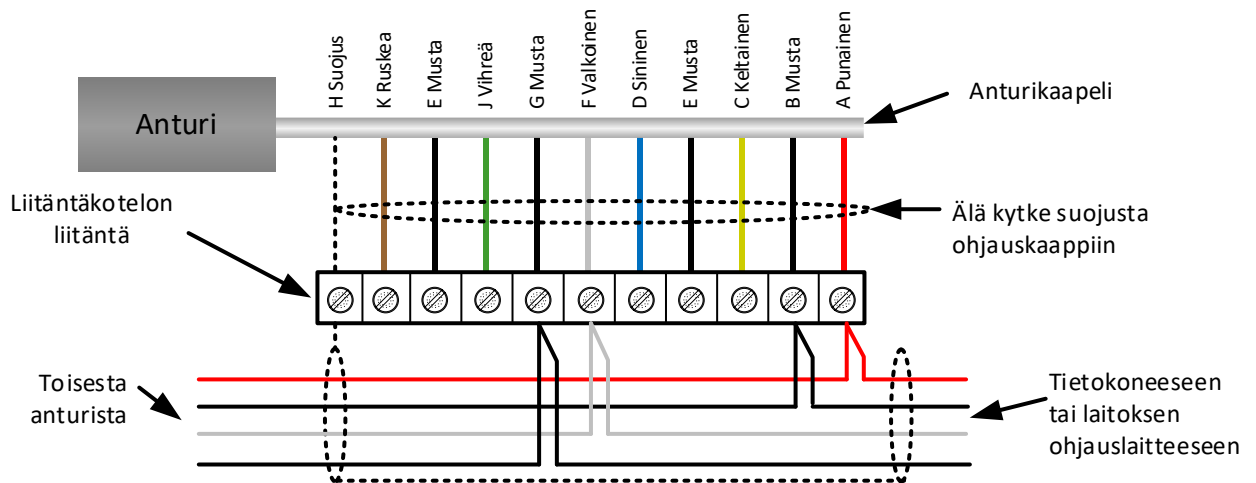 H Suojus
K Ruskea
E Musta
J Vihreä
G Musta
F Valkoinen
D Sininen
E Musta
C Keltainen
B Musta
A Punainen
Anturi
Anturikaapeli
Liitäntäkotelon
liitäntä
Älä kytke suojusta
ohjauskaappiin
Toisesta
anturista
Tietokoneeseen
tai laitoksen
ohjauslaitteeseen